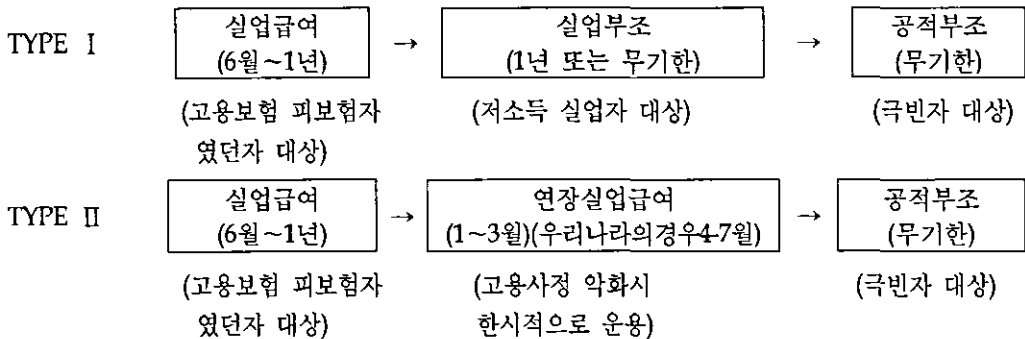 TYPE I
실업급여 → 실업부조 → 공적부조
(6월~1년) (1년 또는 무기한) (무기한)
(고용보험 피보험자 (저소득 실업자 대상) (극빈자 대상)
였던자 대상)
TYPE II
실업급여 → 연장실업급여 → 공적부조
(6월~1년) (1~3월)(우리나라의경우4-7월) (무기한)
(고용보험 피보험자 (고용사정 악화시 (극빈자 대상)
였던자 대상) 한시적으로 운용)